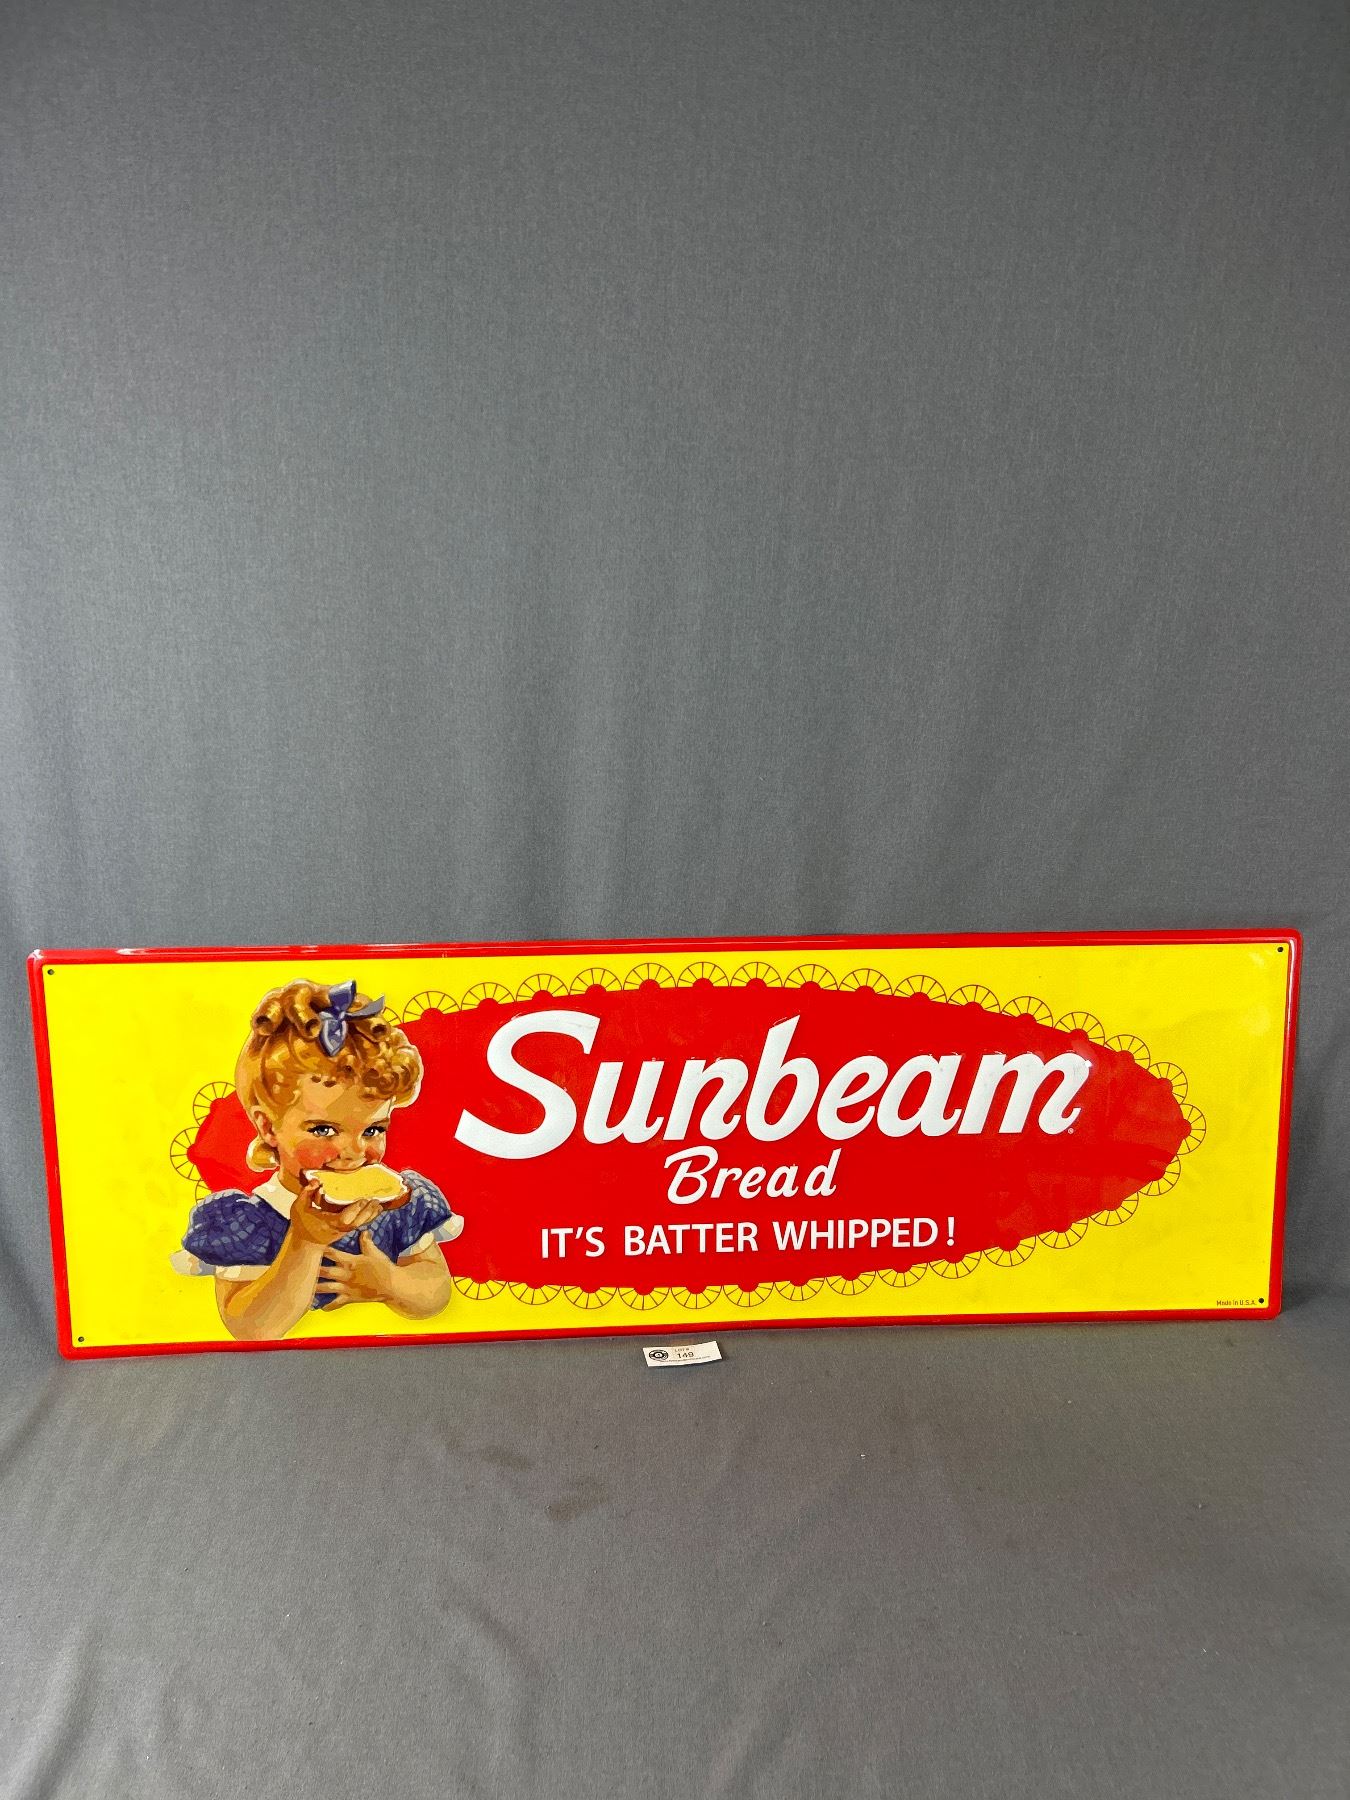 Sunbeam®
Bread
IT'S BATTER WHIPPED!
Made in U.S.A.
LOT#
149